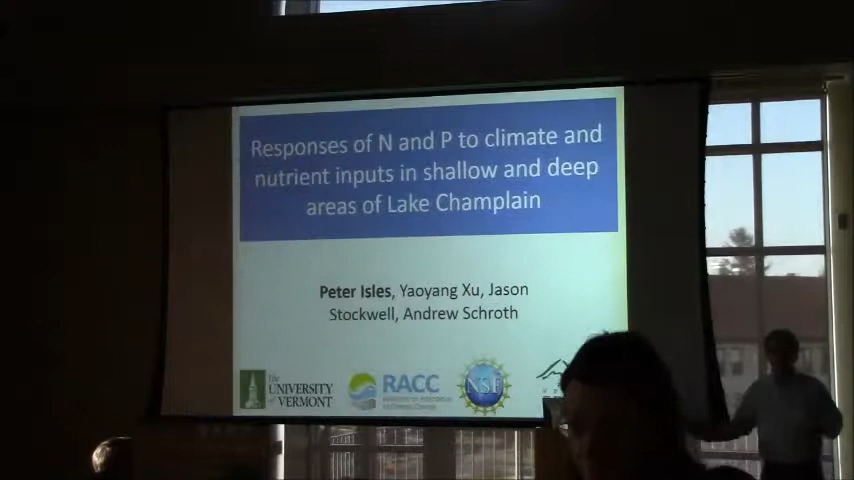 Responses of N and P to climate and
nutrient inputs in shallow and deep
areas of Lake Champlain
Peter Isles, Yaoyang Xu, Jason
Stockwell, Andrew Schroth
The
UNIVERSITY
of VERMONT
RACC
NSF